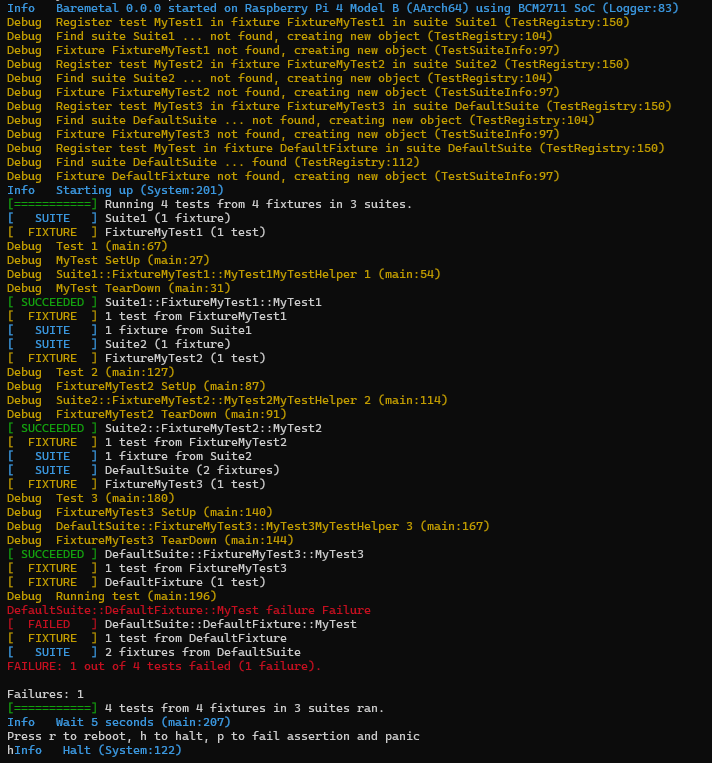 Info   Baremetal 0.0.0 started on Raspberry Pi 4 Model B (AArch64) using BCM2711 SoC (Logger:83)
Debug  Register test MyTest1 in fixture FixtureMyTest1 in suite Suite1 (TestRegistry:150)
Debug  Find suite Suite1 ... not found, creating new object (TestRegistry:104)
Debug  Fixture FixtureMyTest1 not found, creating new object (TestSuiteInfo:97)
Debug  Register test MyTest2 in fixture FixtureMyTest2 in suite Suite2 (TestRegistry:150)
Debug  Find suite Suite2 ... not found, creating new object (TestRegistry:104)
Debug  Fixture FixtureMyTest2 not found, creating new object (TestSuiteInfo:97)
Debug  Register test MyTest3 in fixture FixtureMyTest3 in suite DefaultSuite (TestRegistry:150)
Debug  Find suite DefaultSuite ... not found, creating new object (TestRegistry:104)
Debug  Fixture FixtureMyTest3 not found, creating new object (TestSuiteInfo:97)
Debug  Register test MyTest in fixture DefaultFixture in suite DefaultSuite (TestRegistry:150)
Debug  Find suite DefaultSuite ... found (TestRegistry:112)
Debug  Fixture DefaultFixture not found, creating new object (TestSuiteInfo:97)
Info   Starting up (System:201)
[===========] Running 4 tests from 4 fixtures in 3 suites.
[   SUITE   ] Suite1 (1 fixture)
[  FIXTURE  ] FixtureMyTest1 (1 test)
Debug  Test 1 (main:67)
Debug  MyTest SetUp (main:27)
Debug  Suite1::FixtureMyTest1::MyTest1MyTestHelper 1 (main:54)
Debug  MyTest TearDown (main:31)
[ SUCCEEDED ] Suite1::FixtureMyTest1::MyTest1
[  FIXTURE  ] 1 test from FixtureMyTest1
[   SUITE   ] 1 fixture from Suite1
[   SUITE   ] Suite2 (1 fixture)
[  FIXTURE  ] FixtureMyTest2 (1 test)
Debug  Test 2 (main:127)
Debug  FixtureMyTest2 SetUp (main:87)
Debug  Suite2::FixtureMyTest2::MyTest2MyTestHelper 2 (main:114)
Debug  FixtureMyTest2 TearDown (main:91)
[ SUCCEEDED ] Suite2::FixtureMyTest2::MyTest2
[  FIXTURE  ] 1 test from FixtureMyTest2
[   SUITE   ] 1 fixture from Suite2
[   SUITE   ] DefaultSuite (2 fixtures)
[  FIXTURE  ] FixtureMyTest3 (1 test)
Debug  Test 3 (main:180)
Debug  FixtureMyTest3 SetUp (main:140)
Debug  DefaultSuite::FixtureMyTest3::MyTest3MyTestHelper 3 (main:167)
Debug  FixtureMyTest3 TearDown (main:144)
[ SUCCEEDED ] DefaultSuite::FixtureMyTest3::MyTest3
[  FIXTURE  ] 1 test from FixtureMyTest3
[  FIXTURE  ] DefaultFixture (1 test)
Debug  Running test (main:196)
DefaultSuite::DefaultFixture::MyTest failure Failure
[  FAILED   ] DefaultSuite::DefaultFixture::MyTest
[  FIXTURE  ] 1 test from DefaultFixture
[   SUITE   ] 2 fixtures from DefaultSuite
FAILURE: 1 out of 4 tests failed (1 failure).
Failures: 1
[===========] 4 tests from 4 fixtures in 3 suites ran.
Info   Wait 5 seconds (main:207)
Press r to reboot, h to halt, p to fail assertion and panic
hInfo   Halt (System:122)